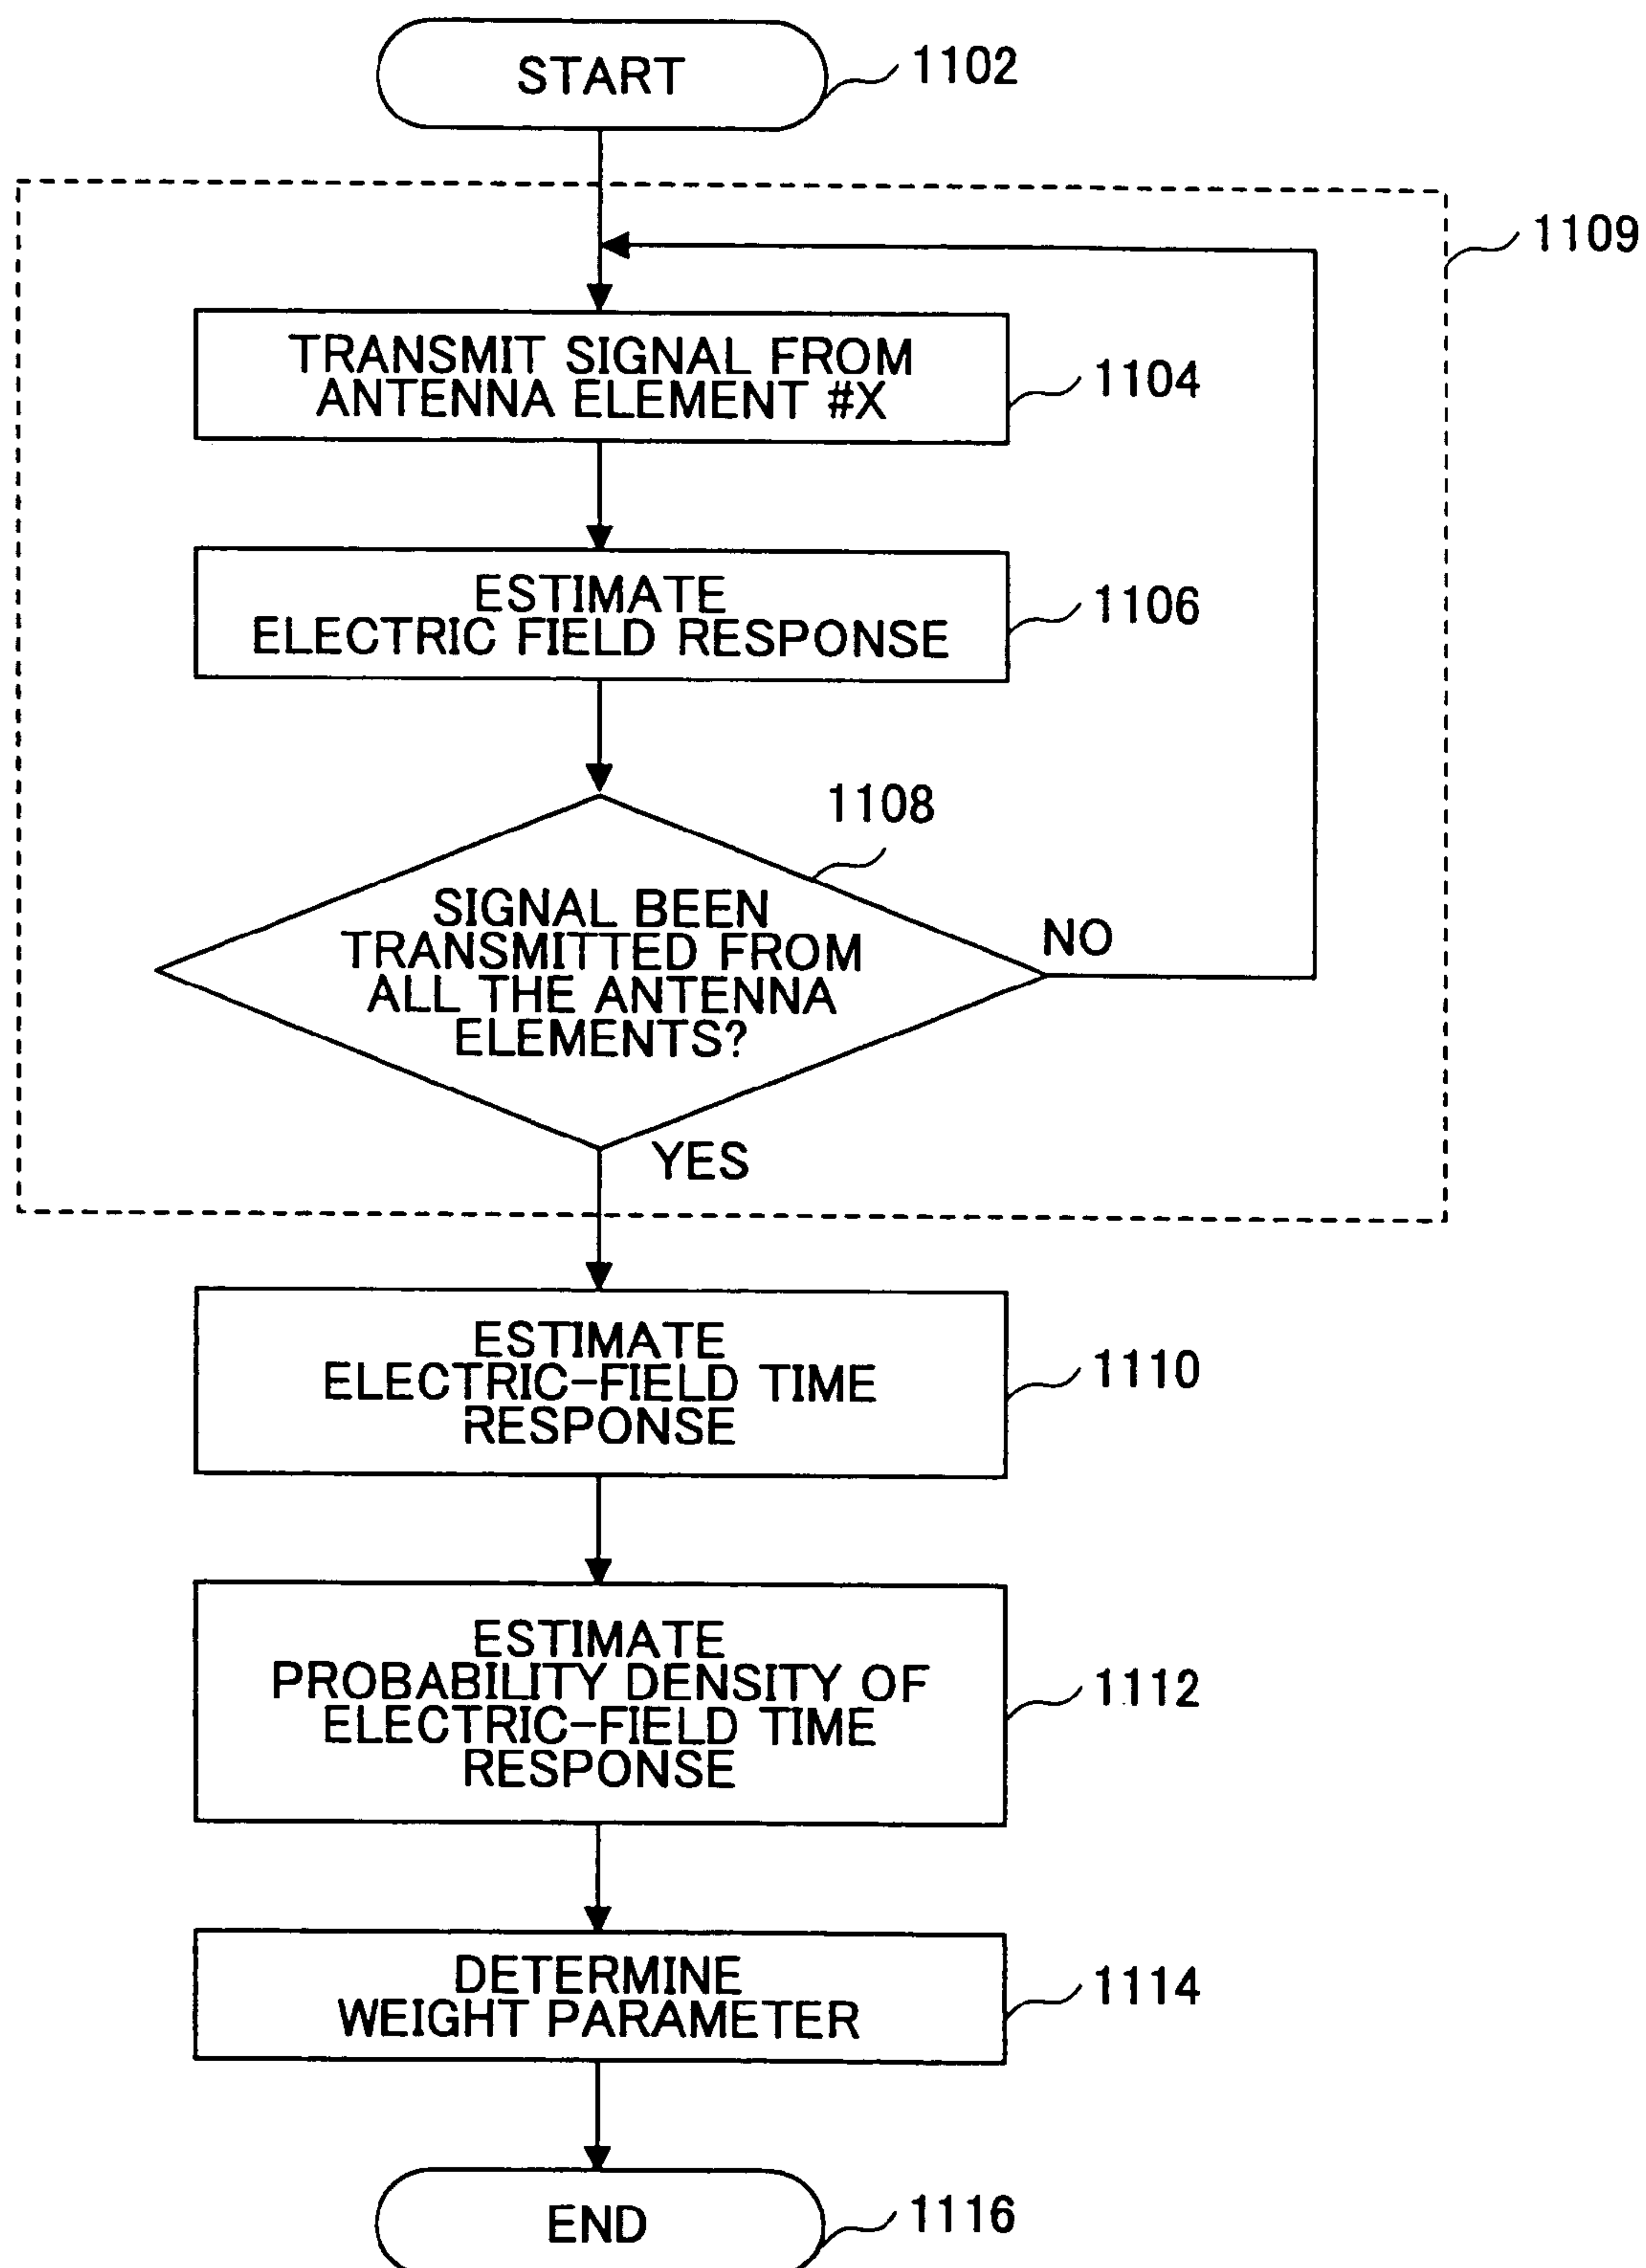 START
1102
1109
TRANSMIT SIGNAL FROM
ANTENNA ELEMENT #X
1104
ESTIMATE
ELECTRIC FIELD RESPONSE
1106
1108
SIGNAL BEEN
TRANSMITTED FROM
ALL THE ANTENNA
ELEMENTS?
NO
YES
ESTIMATE
ELECTRIC-FIELD TIME
RESPONSE
1110
ESTIMATE
PROBABILITY DENSITY OF
ELECTRIC-FIELD TIME
RESPONSE
1112
DETERMINE
WEIGHT PARAMETER
1114
END
1116